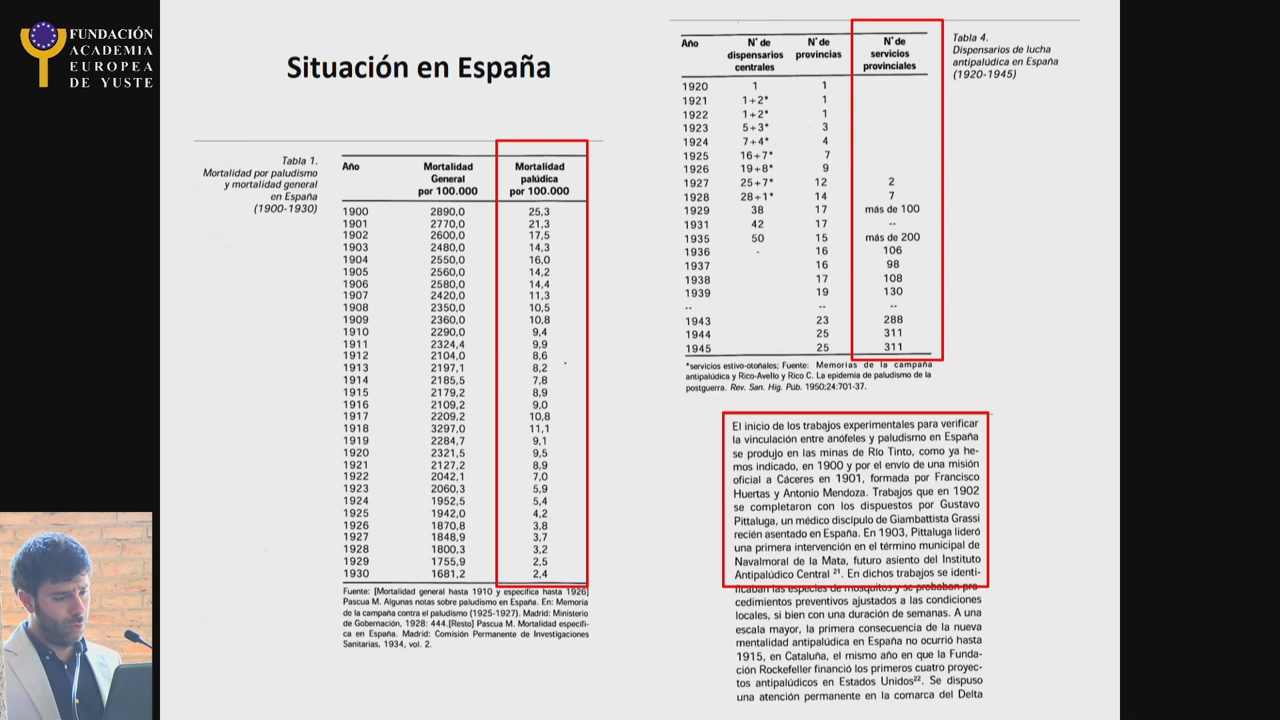 FUNDACIÓN
ACADEMIA
EUROPEA
DE YUSTE
Situación en España
Tabla 1.
Mortalidad por paludismo
y mortalidad general
en España
(1900-1930)
Año Mortalidad General por 100.000 Mortalidad palúdica por 100.000
1900 2890,0 25,3
1901 2770,0 21,3
1902 2600,0 17,5
1903 2480,0 14,3
1904 2550,0 16,0
1905 2560,0 14,2
1906 2580,0 14,4
1907 2420,0 11,3
1908 2350,0 10,5
1909 2360,0 10,8
1910 2290,0 9,4
1911 2324,4 9,9
1912 2104,0 8,6
1913 2197,1 8,2
1914 2185,5 7,8
1915 2179,2 8,9
1916 2109,2 9,0
1917 2209,2 10,8
1918 3297,0 11,1
1919 2284,7 9,1
1920 2321,5 9,5
1921 2127,2 8,9
1922 2042,1 7,0
1923 2060,3 5,9
1924 1952,5 5,4
1925 1942,0 4,2
1926 1870,8 3,8
1927 1848,9 3,7
1928 1800,3 3,2
1929 1755,9 2,5
1930 1681,2 2,4
Fuente: [Mortalidad general hasta 1910 y específica hasta 1926]
Pascua M. Algunas notas sobre paludismo en España. En: Memoria
de la campaña contra el paludismo (1925-1927). Madrid: Ministerio
de Gobernación, 1928: 444.[Resto] Pascua M. Mortalidad específi-
ca en España. Madrid: Comisión Permanente de Investigaciones
Sanitarias, 1934, vol. 2.
Año N° de dispensarios centrales N° de provincias N° de servicios provinciales
1920 1 1
1921 1+2* 1
1922 1+2* 1
1923 5+3* 3
1924 7+4* 4
1925 16+7* 7
1926 19+8* 9
1927 25+7* 12 2
1928 28+1* 14 7
1929 38 17 más de 100
1931 42 17 --
1935 50 15 más de 200
1936 - 16 106
1937 16 98
1938 17 108
1939 19 130
-- -- --
1943 23 288
1944 25 311
1945 25 311
Tabla 4.
Dispensarios de lucha
antipalúdica en España
(1920-1945)
*servicios estivo-otoñales; Fuente: Memorias de la campaña
antipalúdica y Rico-Avello y Rico C. La epidemia de paludismo de la
postguerra. Rev. San. Hig. Púb. 1950;24:701-37.
El inicio de los trabajos experimentales para verificar
la vinculación entre anófeles y paludismo en España
se produjo en las minas de Río Tinto, como ya he-
mos indicado, en 1900 y por el envío de una misión
oficial a Cáceres en 1901, formada por Francisco
Huertas y Antonio Mendoza. Trabajos que en 1902
se completaron con los dispuestos por Gustavo
Pittaluga, un médico discípulo de Giambattista Grassi
recién asentado en España. En 1903, Pittaluga lideró
una primera intervención en el término municipal de
Navalmoral de la Mata, futuro asiento del Instituto
Antipalúdico Central 21. En dichos trabajos se identi-
ficaban las especies de mosquitos y se probaban pro-
cedimientos preventivos ajustados a las condiciones
locales, si bien con una duración de semanas. A una
escala mayor, la primera consecuencia de la nueva
mentalidad antipalúdica en España no ocurrió hasta
1915, en Cataluña, el mismo año en que la Funda-
ción Rockefeller financió los primeros cuatro proyec-
tos antipalúdicos en Estados Unidos22. Se dispuso
una atención permanente en la comarca del Delta